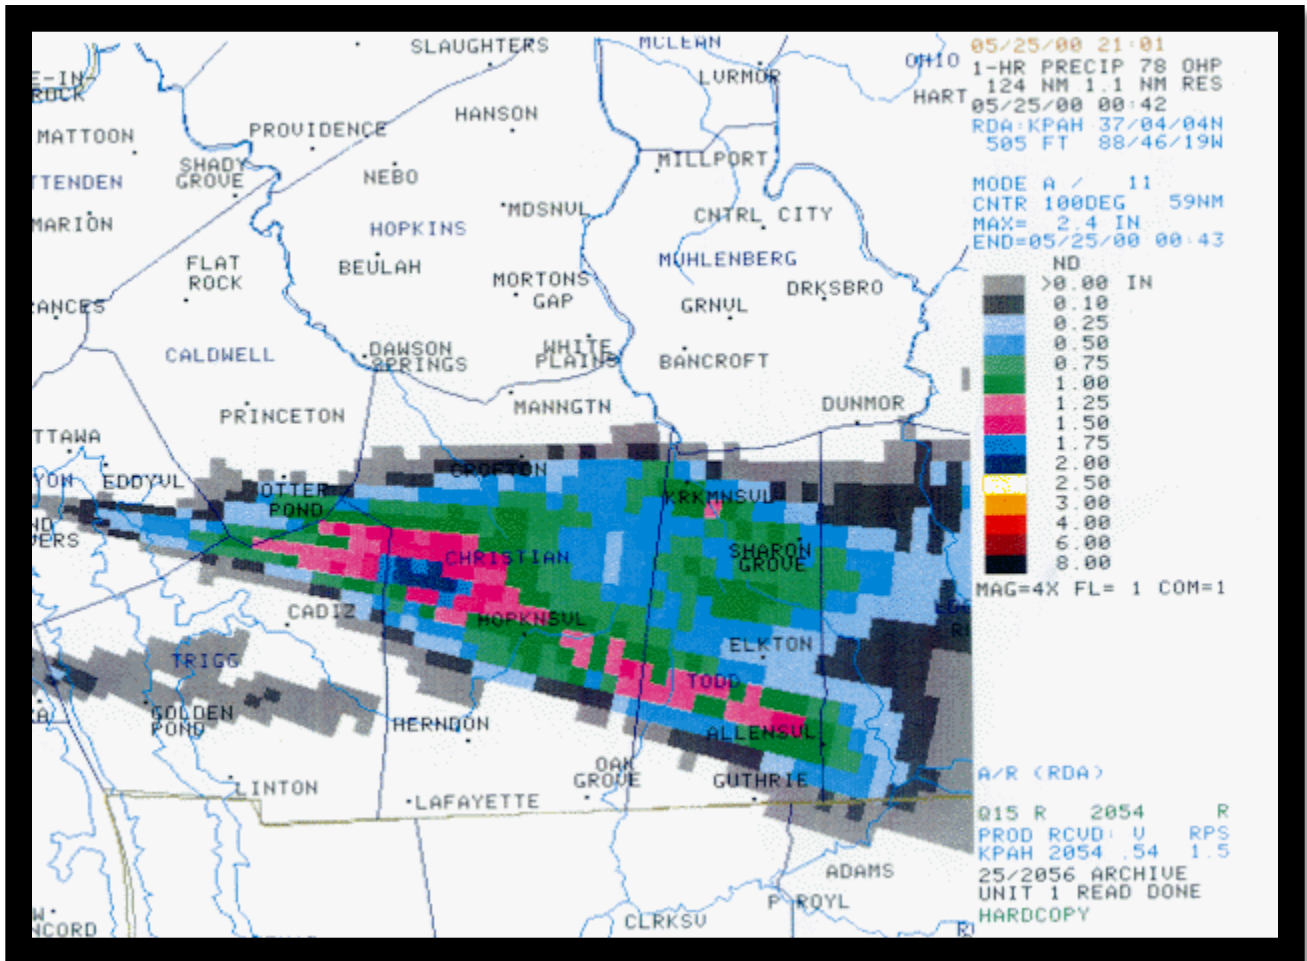 SLAUGHTERS
MCLEAN
LVRMOR
OHIO
HART
E-IN-
ROCK
HANSON
MATTOON
PROVIDENCE
MILLPORT
SHADY
GROVE
NEBO
TTENDEN
MDSNVL
CNTRL CITY
MARION
HOPKINS
FLAT
ROCK
BEULAH
MUHLENBERG
MORTONS
GAP
DRKSBRO
RANCES
GRNVL
CALDWELL
DAWSON
SPRINGS
WHITE
PLAINS
BANCROFT
PRINCETON
MANNGTN
DUNMOR
TTAWA
CROFTON
YON
EDDYVL
OTTER
POND
KRKMNSVL
ND
VERS
CHRISTIAN
SHARON
GROVE
CADIZ
HOPKNSVL
ELKTON
TRIGG
TODD
GOLDEN
POND
HERNDON
ALLENSVL
OAK
GROVE
GUTHRIE
LINTON
LAFAYETTE
ADAMS
P ROYL
CLRKSV
NCORD
05/25/00 21:01
1-HR PRECIP 78 OHP
124 NM 1.1 NM RES
05/25/00 00:42
RDA:KPAH 37/04/04N
505 FT 88/46/19W
MODE A / 11
CNTR 100DEG 59NM
MAX= 2.4 IN
END=05/25/00 00:43
ND
>0.00 IN
0.10
0.25
0.50
0.75
1.00
1.25
1.50
1.75
2.00
2.50
3.00
4.00
6.00
8.00
MAG=4X FL= 1 COM=1
A/R (RDA)
Q15 R 2054 R
PROD RCVD: V RPS
KPAH 2054 .54 1.5
25/2056 ARCHIVE
UNIT 1 READ DONE
HARDCOPY